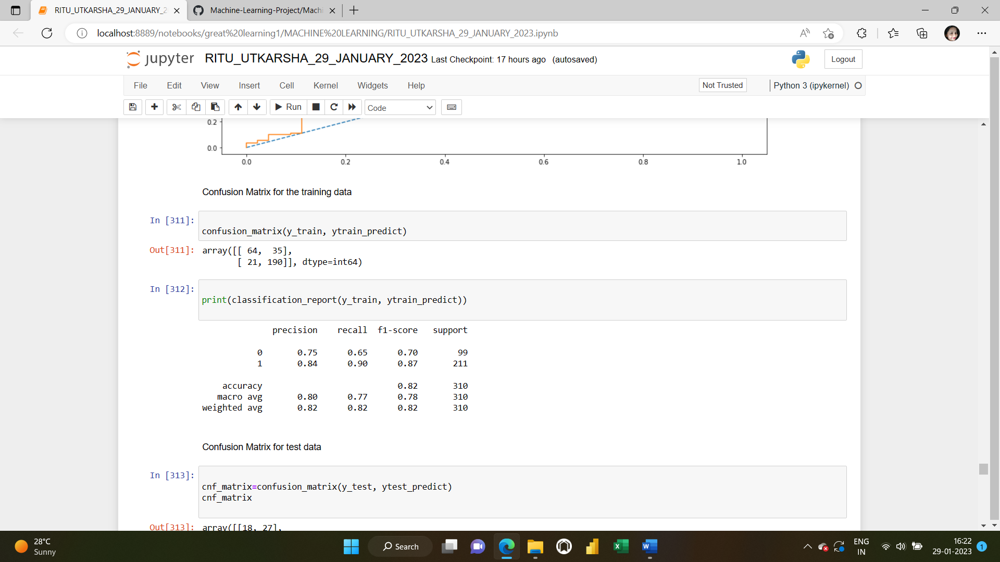 RITU_UTKARSHA_29_JANUARY_2
Machine-Learning-Project/Machi
localhost:8889/notebooks/great%20learning1/MACHINE%20LEARNING/RITU_UTKARSHA_29_JANUARY_2023.ipynb
jupyter RITU_UTKARSHA_29_JANUARY_2023 Last Checkpoint: 17 hours ago (autosaved)
Logout
File Edit View Insert Cell Kernel Widgets Help
Not Trusted
Python 3 (ipykernel)
Run
Code
0.2
0.0
0.0 0.2 0.4 0.6 0.8 1.0
Confusion Matrix for the training data
In [311]:
confusion_matrix(y_train, ytrain_predict)
Out[311]: array([[ 64,  35],
[ 21, 190]], dtype=int64)
In [312]:
print(classification_report(y_train, ytrain_predict))
precision recall f1-score support
0 0.75 0.65 0.70 99
1 0.84 0.90 0.87 211
accuracy 0.82 310
macro avg 0.80 0.77 0.78 310
weighted avg 0.82 0.82 0.82 310
Confusion Matrix for test data
In [313]:
cnf_matrix=confusion_matrix(y_test, ytest_predict)
cnf_matrix
Out[313]: array([[18, 27],
28°C
Sunny
Search
ENG
IN
16:22
29-01-2023
1